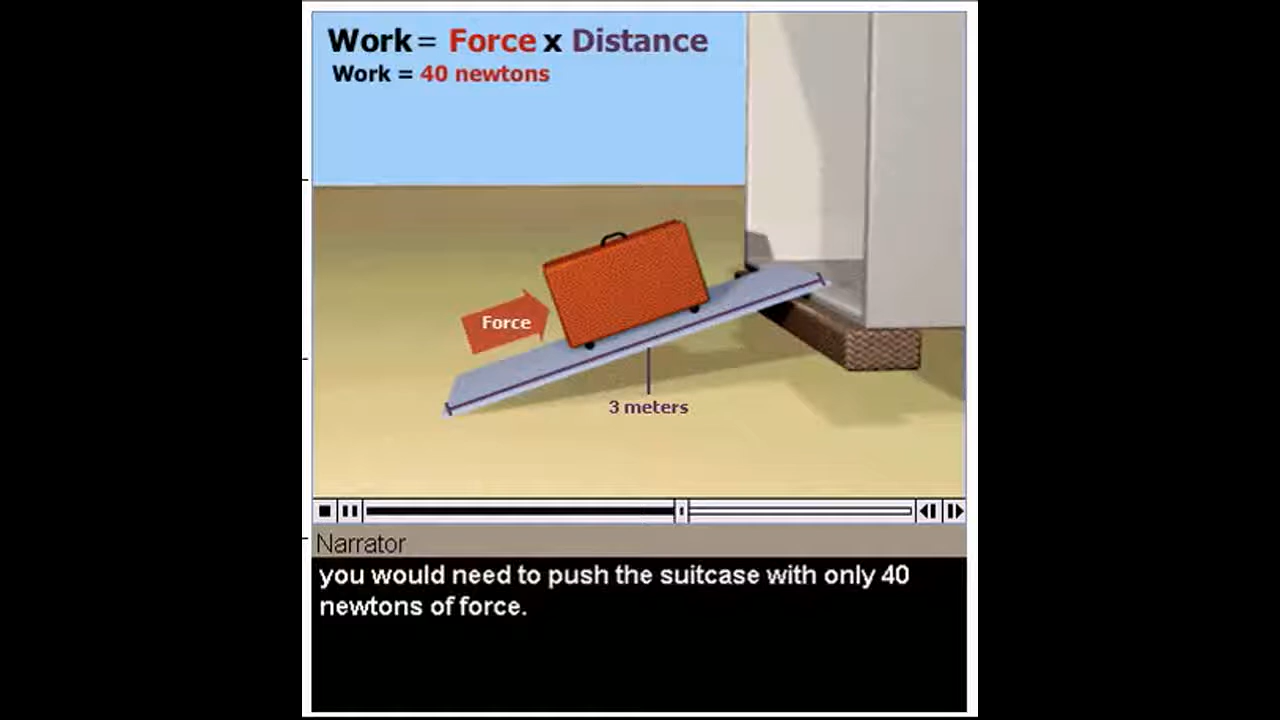 Work = Force x Distance
Work = 40 newtons
Force
3 meters
Narrator
you would need to push the suitcase with only 40
newtons of force.